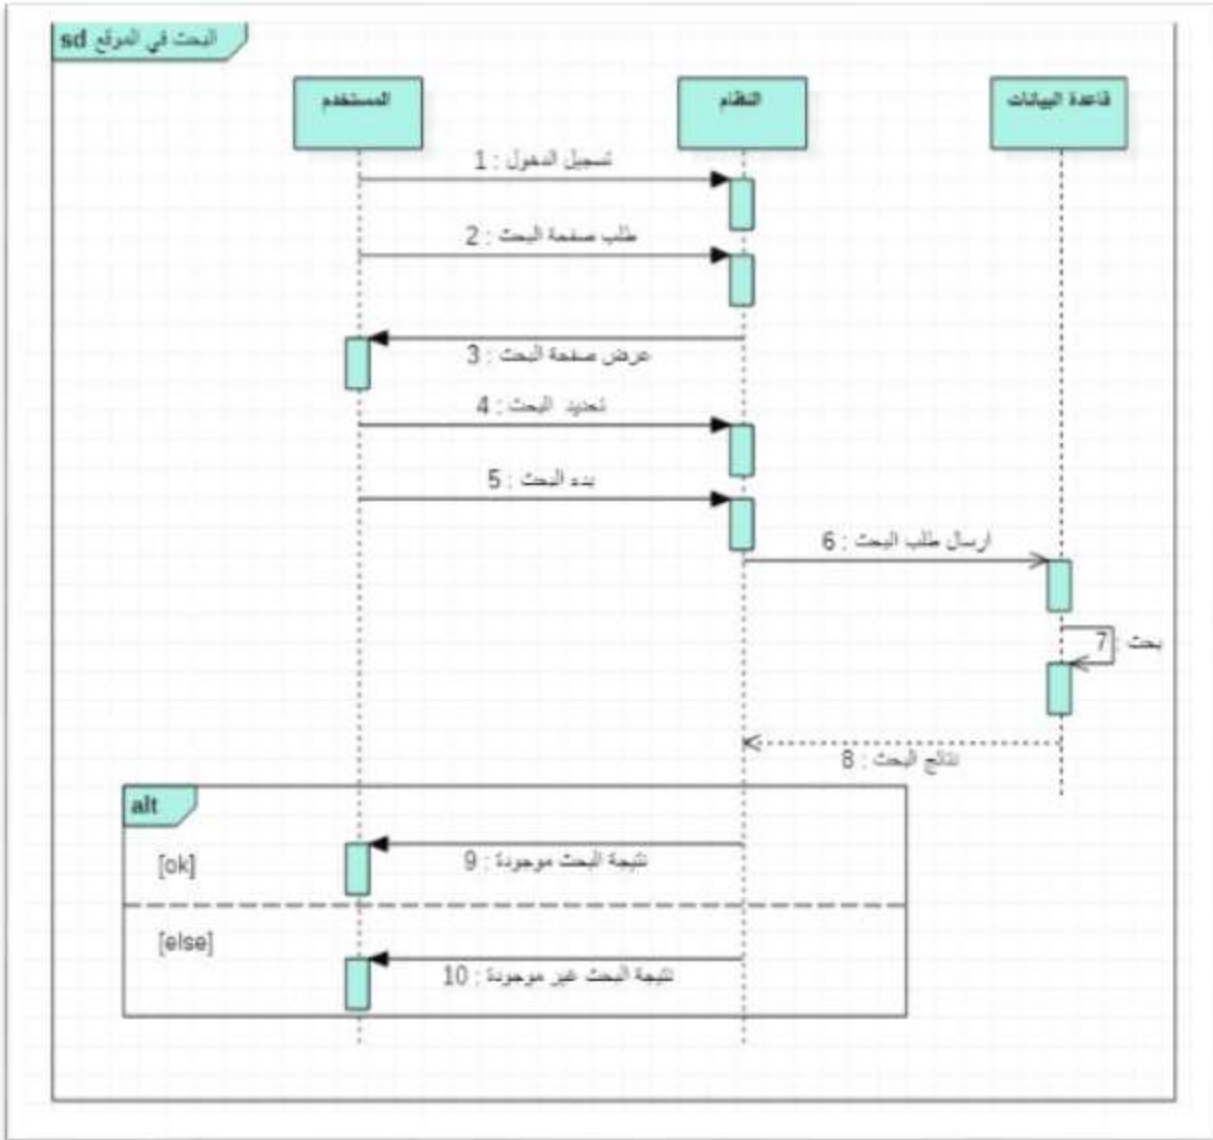 sd البحث في الموقع
المستخدم
النظام
قاعدة البيانات
1 : تسجيل الدخول
2 : طلب صفحة البحث
3 : عرض صفحة البحث
4 : تحديد البحث
5 : بدء البحث
6 : ارسال طلب البحث
7 : بحث
8 : نتائج البحث
alt
[ok]
9 : نتيجة البحث موجودة
[else]
10 : نتيجة البحث غير موجودة